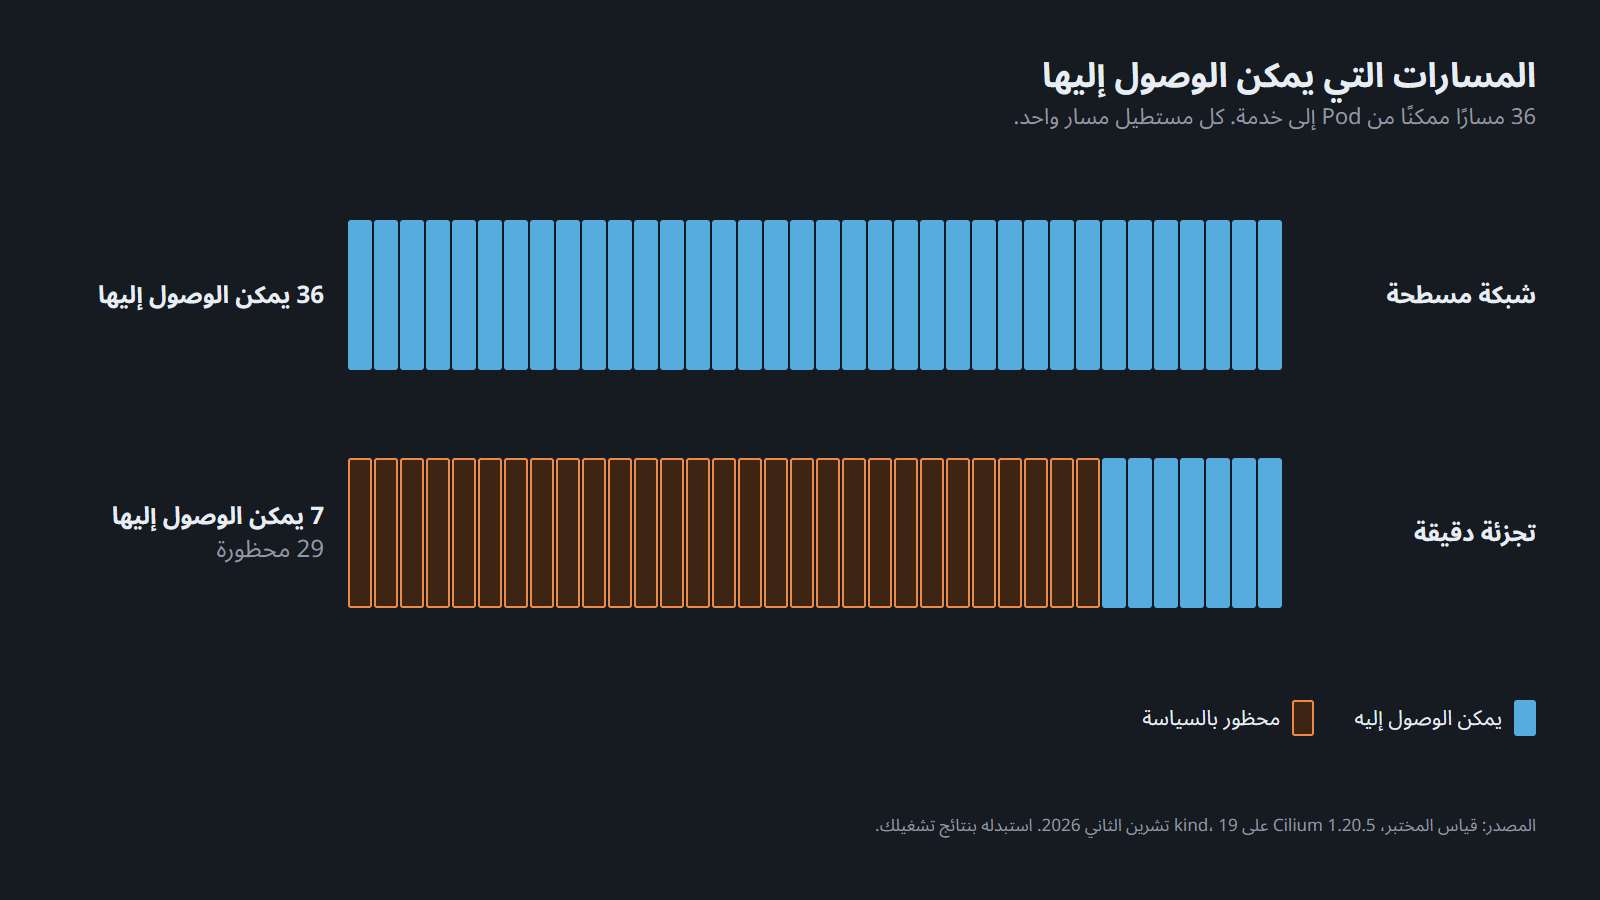 المسارات التي يمكن الوصول إليها
36 مسارًا ممكنًا من Pod إلى خدمة. كل مستطيل مسار واحد.
شبكة مسطحة
36 يمكن الوصول إليها
تجزئة دقيقة
7 يمكن الوصول إليها
29 محظورة
يمكن الوصول إليه
محظور بالسياسة
المصدر: قياس المختبر، Cilium 1.20.5 على kind، 19 تشرين الثاني 2026. استبدله بنتائج تشغيلك.